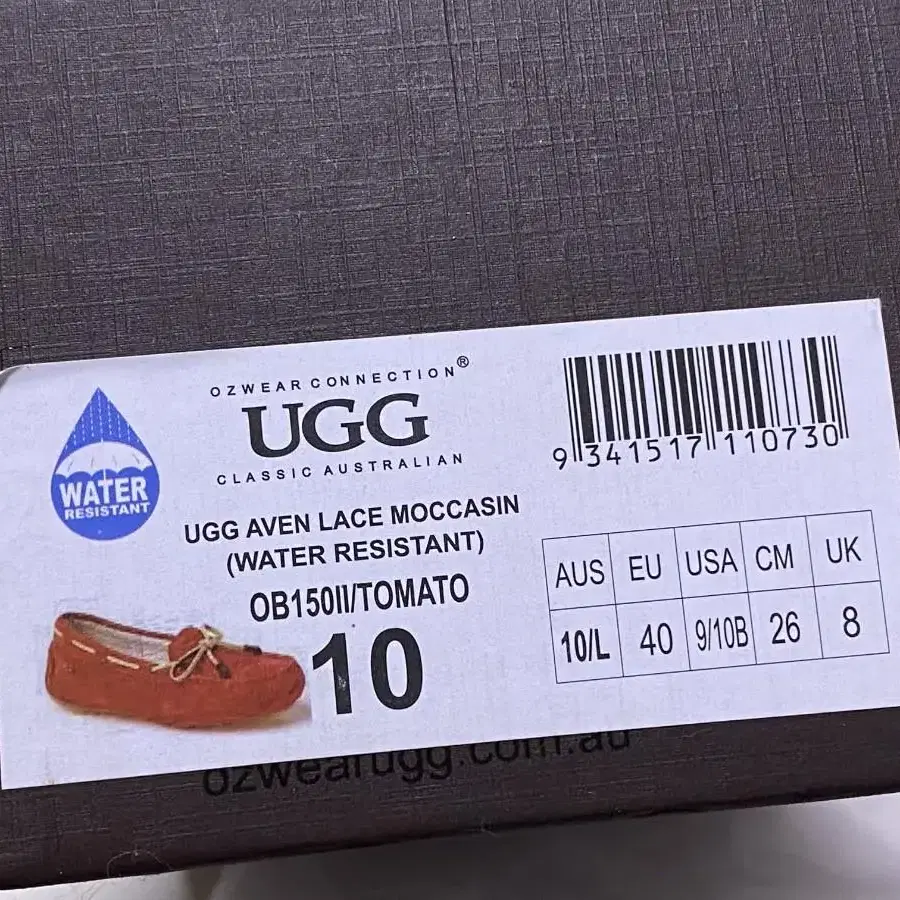 WATER
RESISTANT
OZWEAR CONNECTION®
UGG
CLASSIC AUSTRALIAN
UGG AVEN LACE MOCCASIN
(WATER RESISTANT)
OB150II/TOMATO
10
9 341517 110730
AUS EU USA CM UK
10/L 40 9/10B 26 8
ozwearugg.com.au